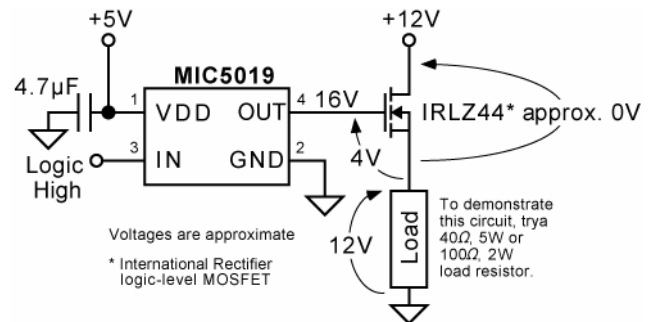 +5V
+12V
4.7µF
MIC5019
1
VDD
OUT
4
16V
IRLZ44* approx. 0V
3
IN
GND
2
Logic
High
4V
12V
Load
To demonstrate
this circuit, trya
40Ω, 5W or
100Ω, 2W
load resistor.
Voltages are approximate
* International Rectifier
logic-level MOSFET